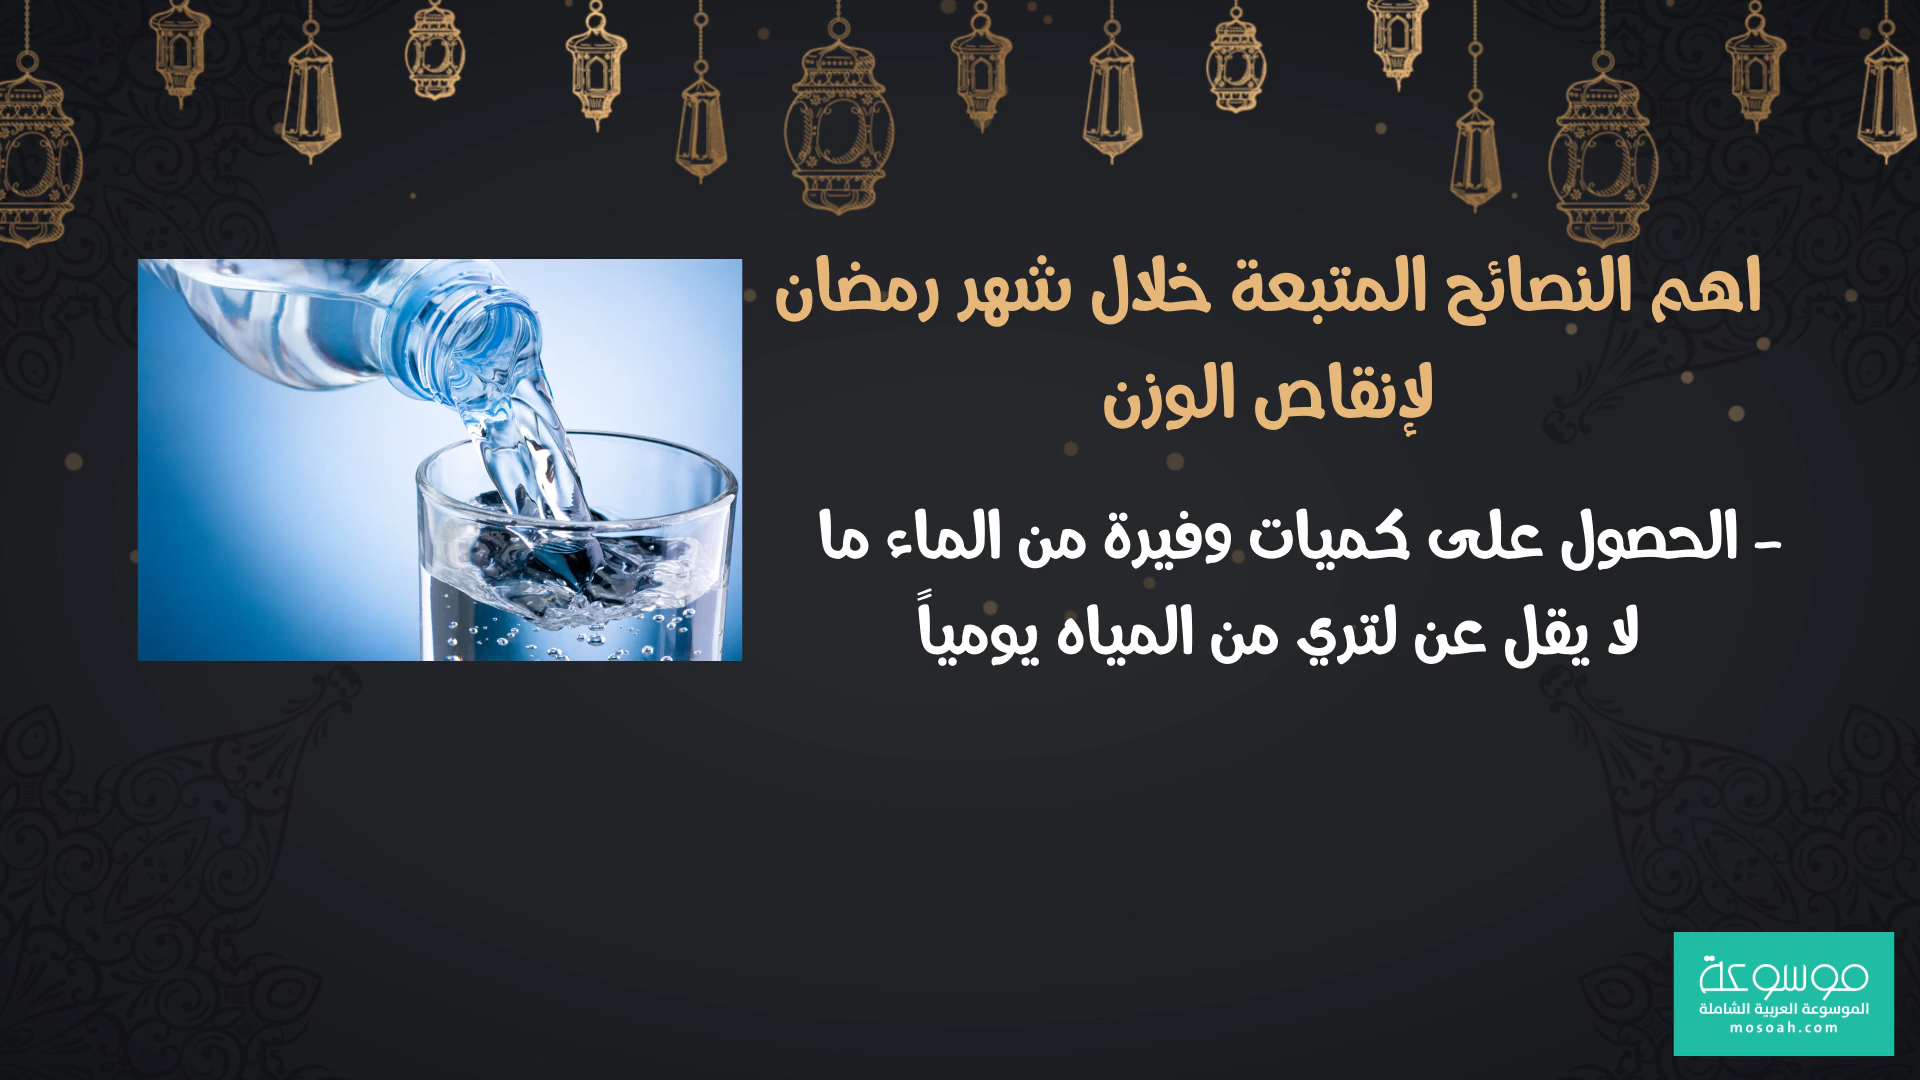 اهم النصائح المتبعة خلال شهر رمضان
لإنقاص الوزن
- الحصول على كميات وفيرة من الماء ما
لا يقل عن لتري من المياه يومياً
موسوعة
الموسوعة العربية الشاملة
mosoah.com